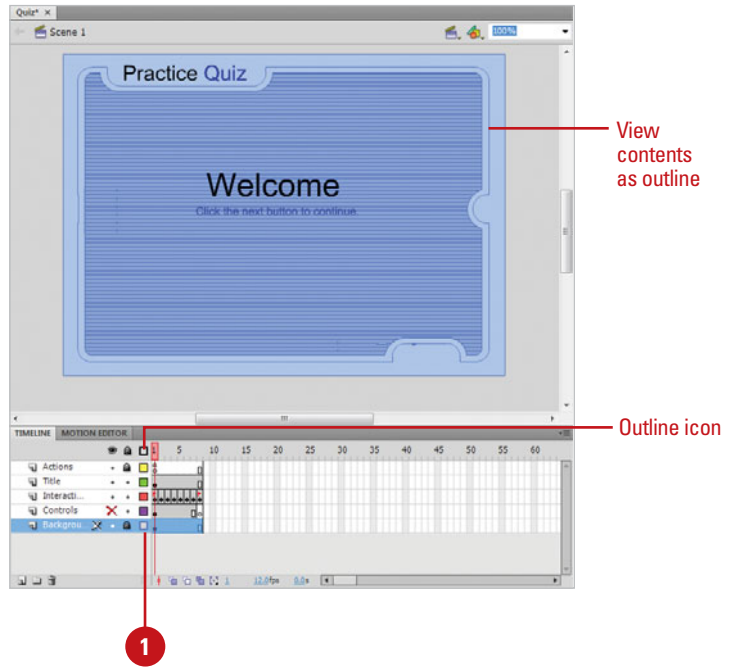 Quiz* ×
Scene 1
100%
Practice Quiz
Welcome
Click the next button to continue.
View
contents
as outline
TIMELINE MOTION EDITOR
Outline icon
1 5 10 15 20 25 30 35 40 45 50 55 60
Actions
Title
Interacti...
Controls
Backgrou...
1 12.0fps 0.0s
1